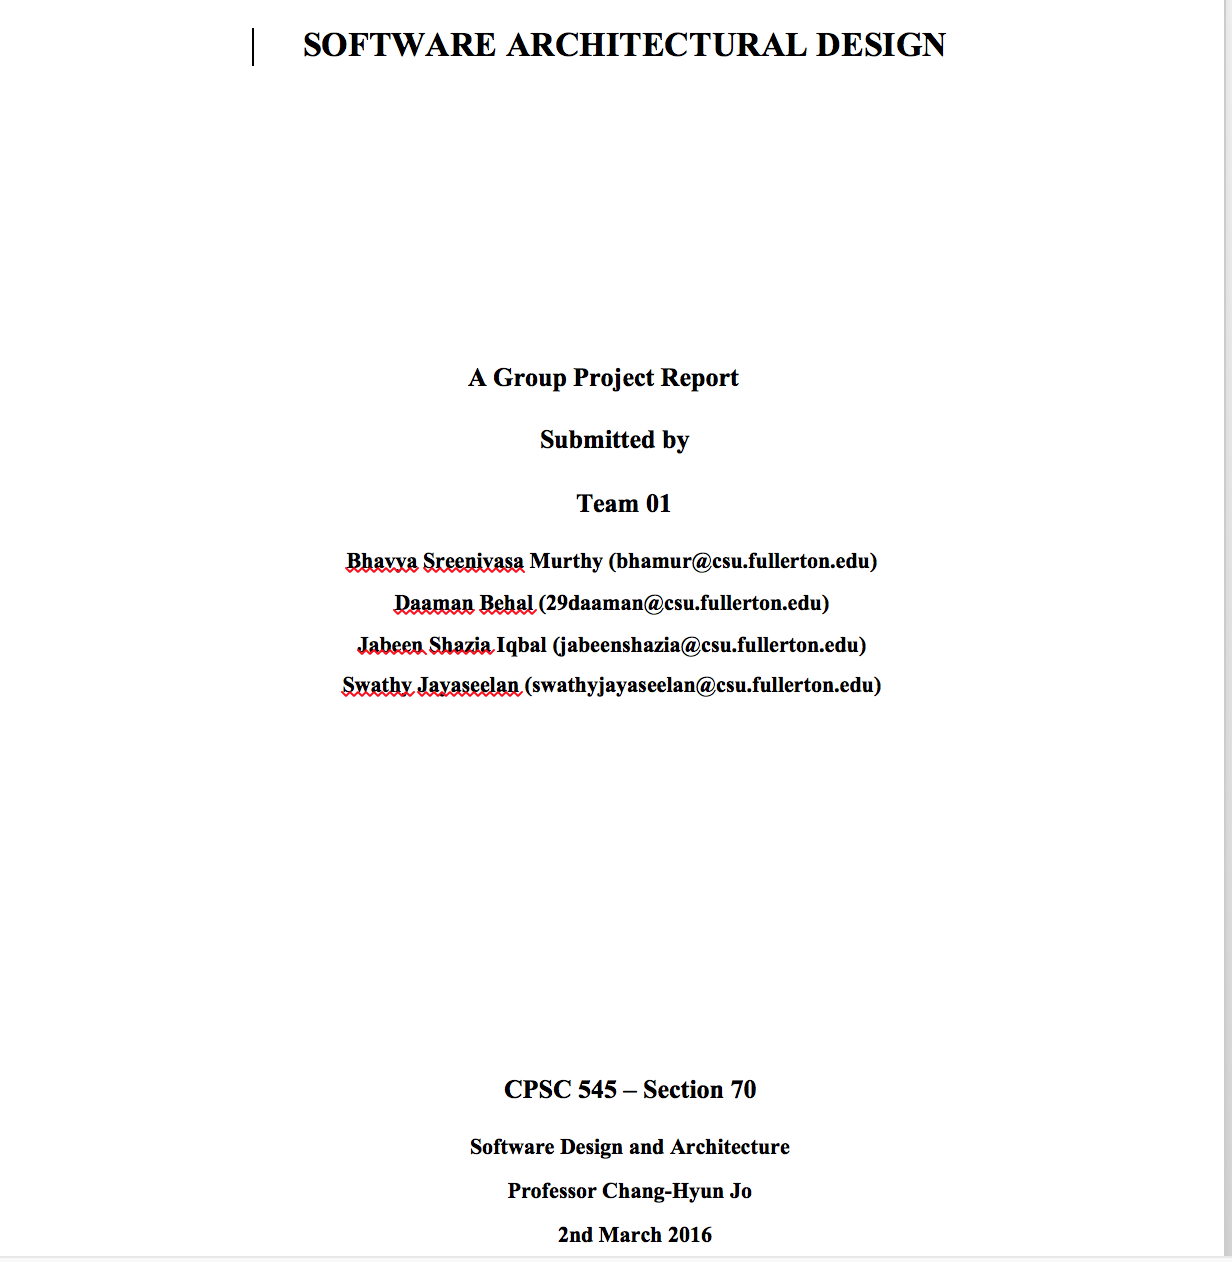 SOFTWARE ARCHITECTURAL DESIGN
A Group Project Report
Submitted by
Team 01
Bhavya Sreenivasa Murthy (bhamur@csu.fullerton.edu)
Daaman Behal (29daaman@csu.fullerton.edu)
Jabeen Shazia Iqbal (jabeenshazia@csu.fullerton.edu)
Swathy Jayaseelan (swathyjayaseelan@csu.fullerton.edu)
CPSC 545 – Section 70
Software Design and Architecture
Professor Chang-Hyun Jo
2nd March 2016